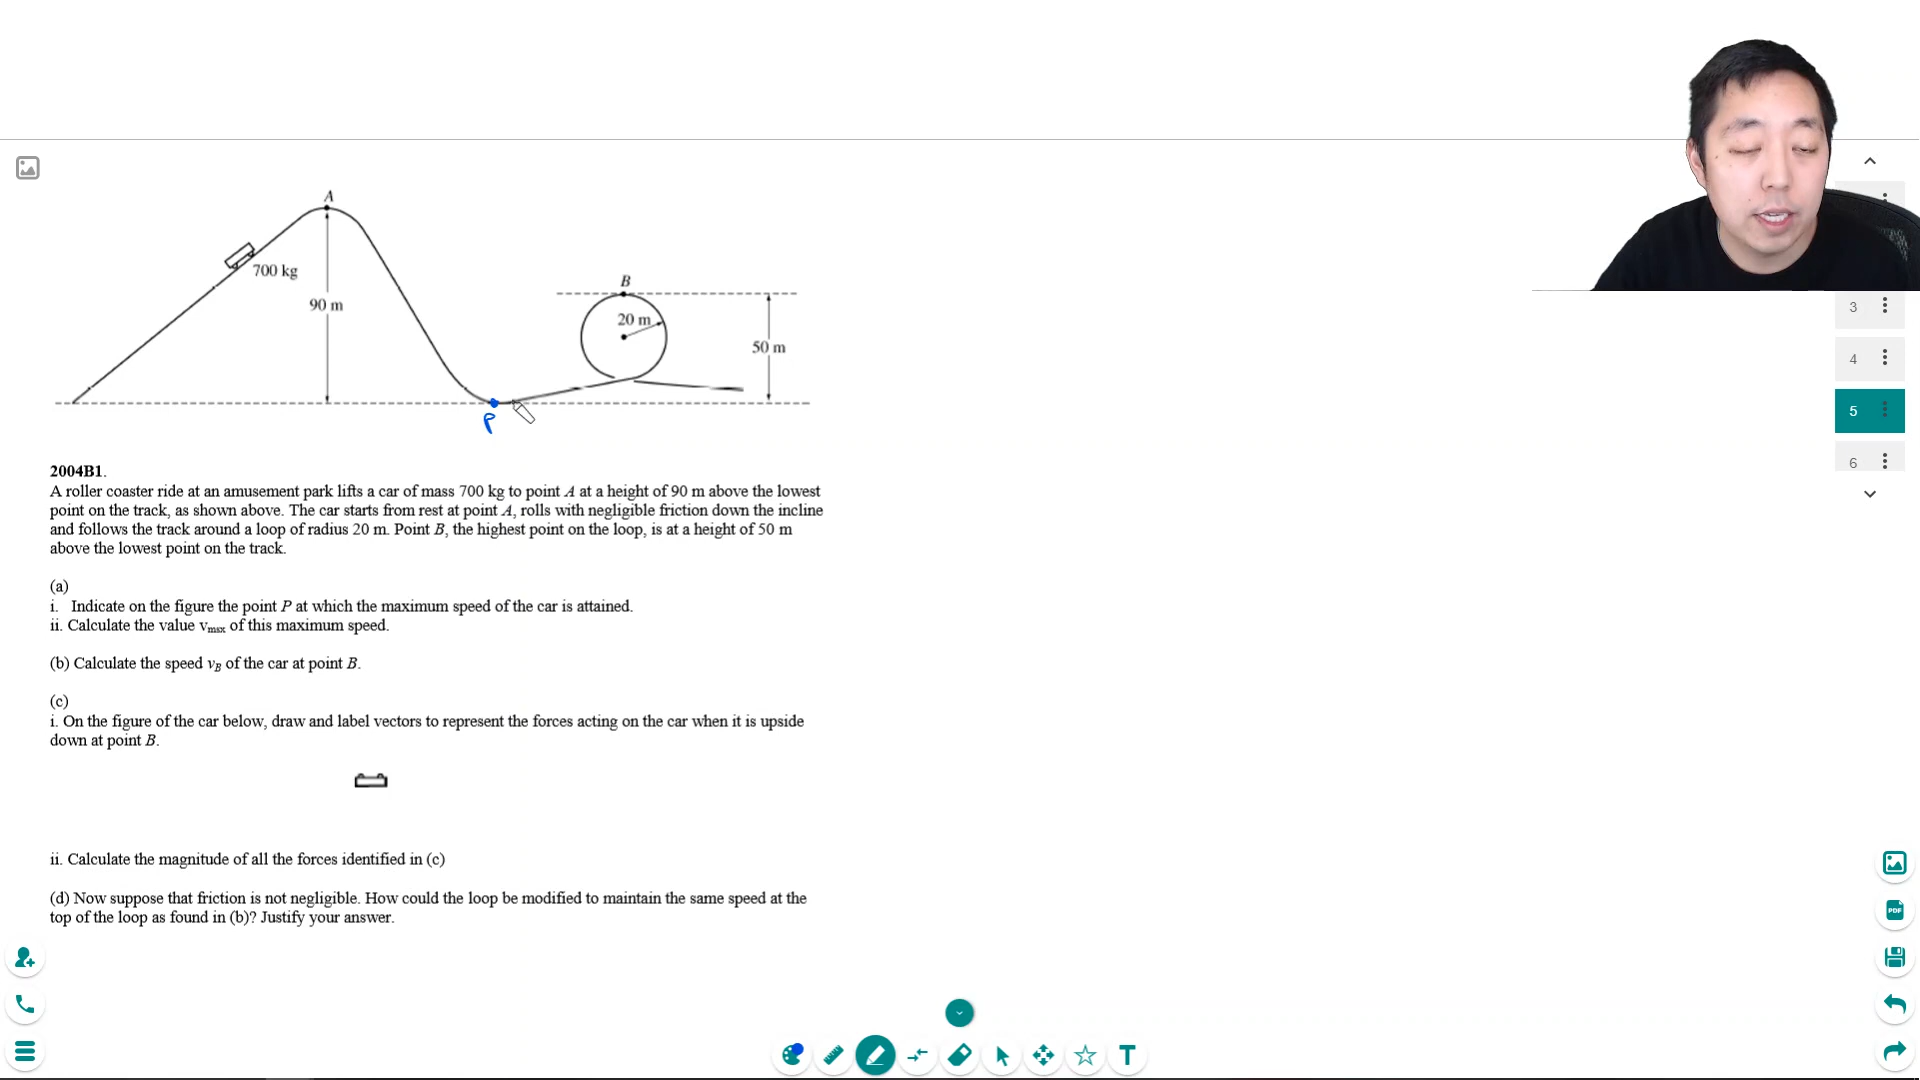 A
700 kg
90 m
B
20 m
50 m
P
2004B1.
A roller coaster ride at an amusement park lifts a car of mass 700 kg to point A at a height of 90 m above the lowest
point on the track, as shown above. The car starts from rest at point A, rolls with negligible friction down the incline
and follows the track around a loop of radius 20 m. Point B, the highest point on the loop, is at a height of 50 m
above the lowest point on the track.
(a)
i. Indicate on the figure the point P at which the maximum speed of the car is attained.
ii. Calculate the value vmax of this maximum speed.
(b) Calculate the speed vB of the car at point B.
(c)
i. On the figure of the car below, draw and label vectors to represent the forces acting on the car when it is upside
down at point B.
ii. Calculate the magnitude of all the forces identified in (c)
(d) Now suppose that friction is not negligible. How could the loop be modified to maintain the same speed at the
top of the loop as found in (b)? Justify your answer.
3
4
5
6
PDF
T